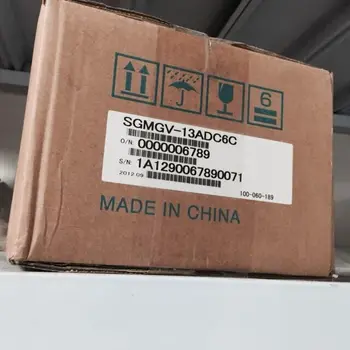 6
SGMGV-13ADC6C
O/N 0000006789
S/N: 1A1290067890071
2012.09
100-060-189
MADE IN CHINA